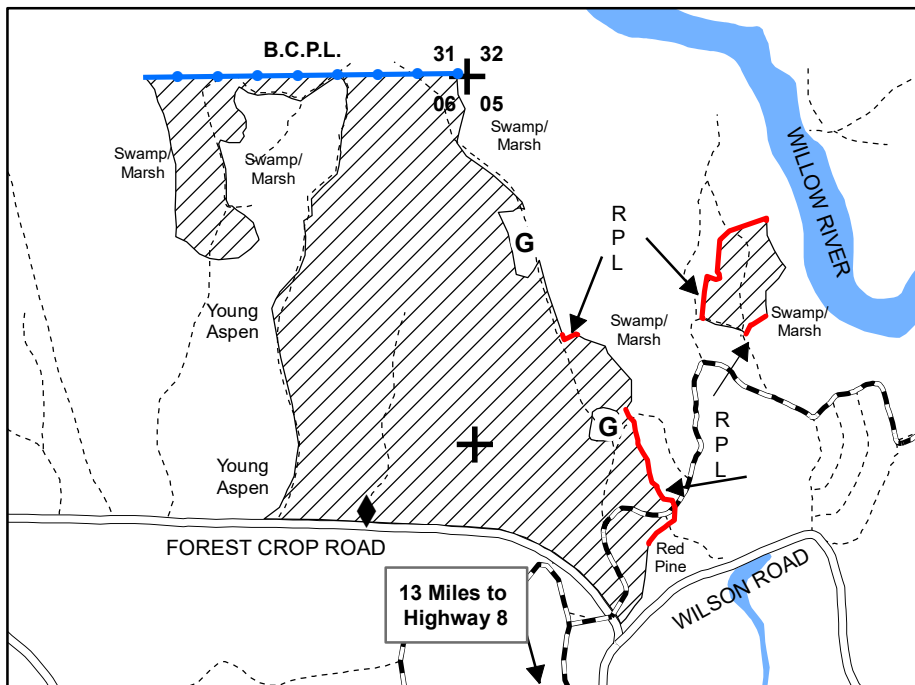 B.C.P.L.
31 32
06 05
Swamp/
Marsh
Swamp/
Marsh
Swamp/
Marsh
WILLOW RIVER
G
R
P
L
Young
Aspen
Swamp/
Marsh
Swamp/
Marsh
G
R
P
L
Young
Aspen
FOREST CROP ROAD
Red
Pine
WILSON ROAD
13 Miles to
Highway 8